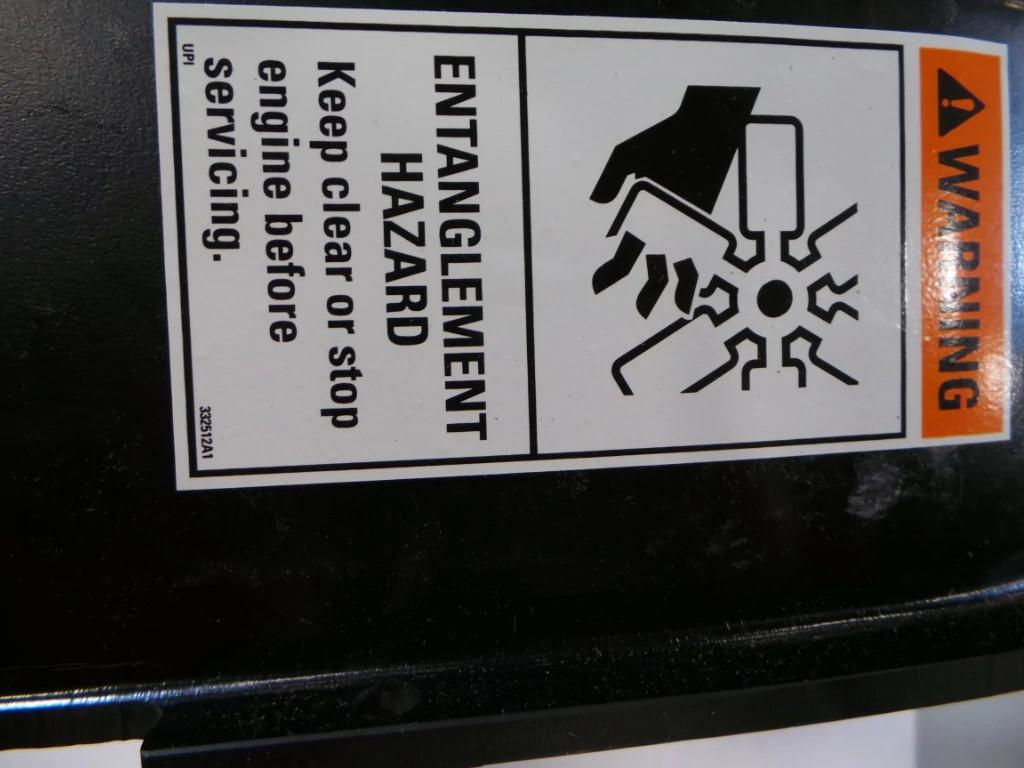 WARNING
ENTANGLEMENT
HAZARD
Keep clear or stop
engine before
servicing.
UPI
332512A1